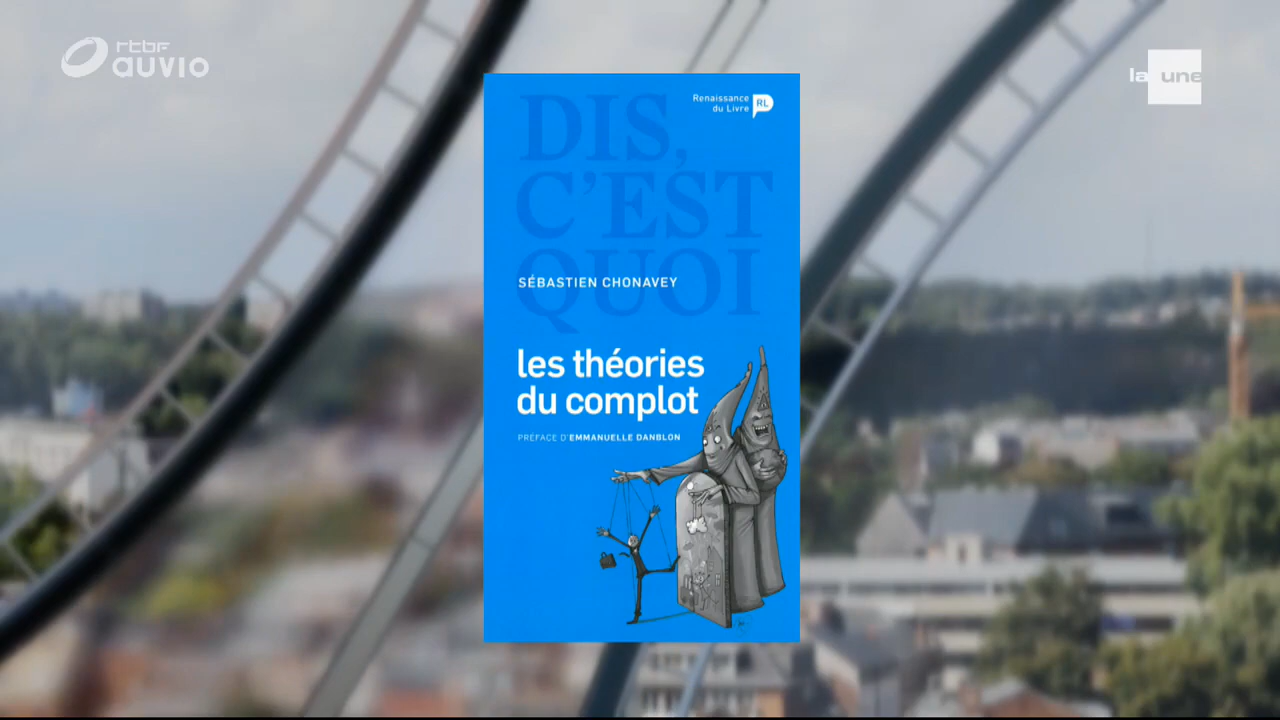 rtbf
auvio
la une
Renaissance
du Livre
RL
DIS,
C'EST
QUOI
SÉBASTIEN CHONAVEY
les théories
du complot
PRÉFACE D'EMMANUELLE DANBLON